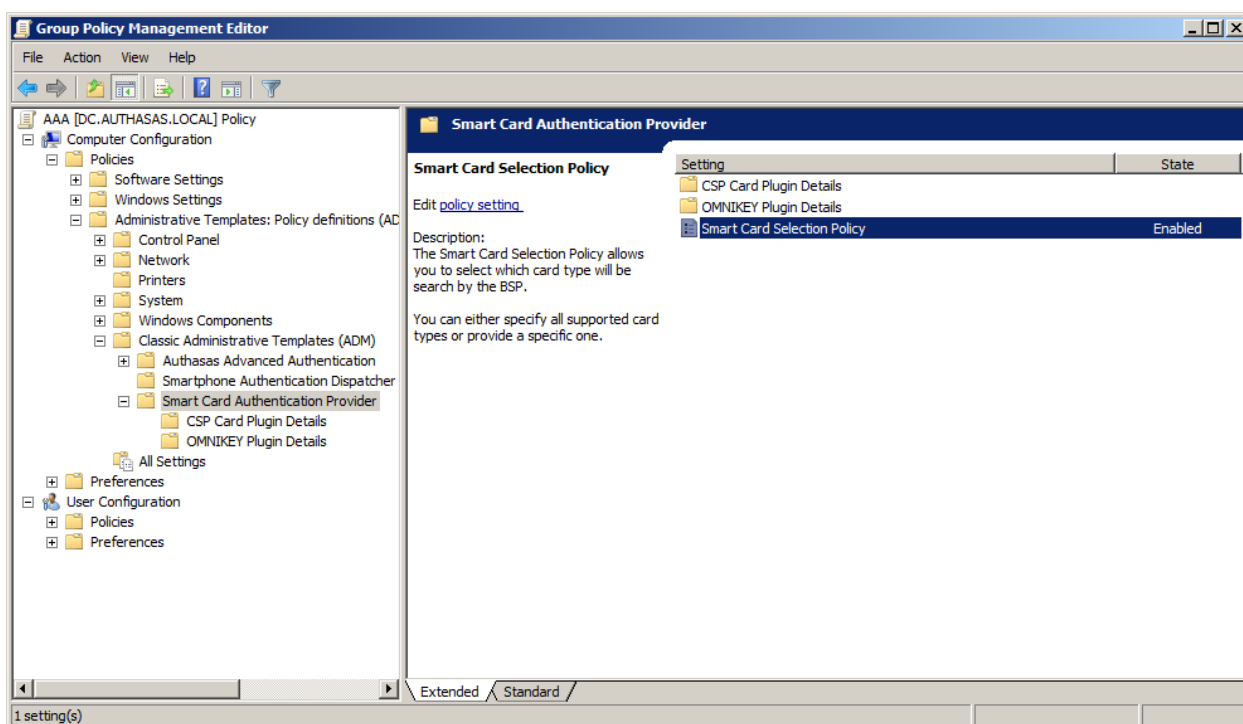 Group Policy Management Editor
File Action View Help
AAA [DC.AUTHASAS.LOCAL] Policy
Computer Configuration
Policies
Software Settings
Windows Settings
Administrative Templates: Policy definitions (AD
Control Panel
Network
Printers
System
Windows Components
Classic Administrative Templates (ADM)
Authasas Advanced Authentication
Smartphone Authentication Dispatcher
Smart Card Authentication Provider
CSP Card Plugin Details
OMNIKEY Plugin Details
All Settings
Preferences
User Configuration
Policies
Preferences
Smart Card Authentication Provider
Smart Card Selection Policy
Edit policy setting
Description:
The Smart Card Selection Policy allows
you to select which card type will be
search by the BSP.
You can either specify all supported card
types or provide a specific one.
Setting State
CSP Card Plugin Details
OMNIKEY Plugin Details
Smart Card Selection Policy Enabled
Extended Standard
1 setting(s)